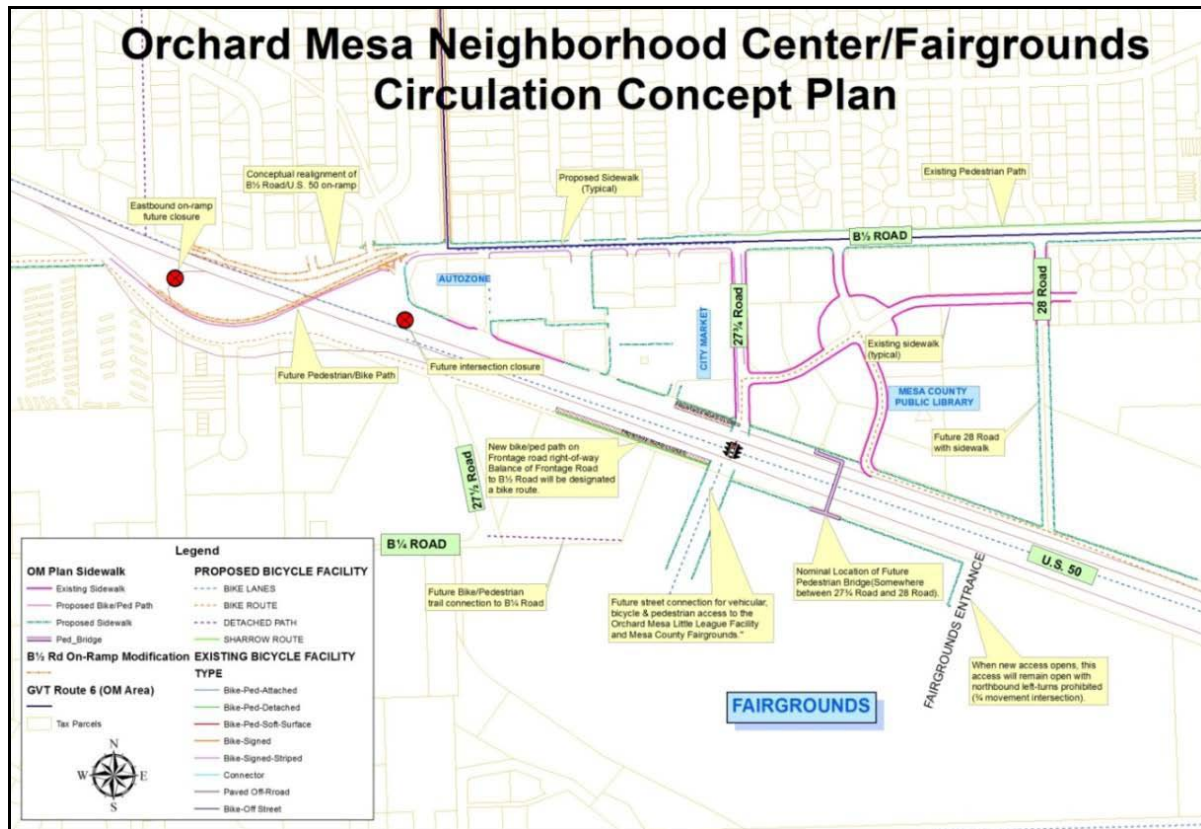 Orchard Mesa Neighborhood Center/Fairgrounds
Circulation Concept Plan
Conceptual realignment of
B½ Road/U.S. 50 on-ramp
Proposed Sidewalk
(Typical)
Existing Pedestrian Path
Eastbound on-ramp
future closure
B½ ROAD
AUTOZONE
27¾ Road
28 Road
CITY MARKET
Existing sidewalk
(typical)
Future Pedestrian/Bike Path
Future intersection closure
MESA COUNTY
PUBLIC LIBRARY
FRONTAGE ROAD CLOSED
FRONTAGE ROAD CLOSED
New bike/ped path on
Frontage road right-of-way
Balance of Frontage Road
to B½ Road will be designated
a bike route.
Future 28 Road
with sidewalk
27½ Road
B¼ ROAD
U.S. 50
Future Bike/Pedestrian
trail connection to B¼ Road
Future street connection for vehicular,
bicycle & pedestrian access to the
Orchard Mesa Little League Facility
and Mesa County Fairgrounds."
Nominal Location of Future
Pedestrian Bridge(Somewhere
between 27¾ Road and 28 Road).
FAIRGROUNDS ENTRANCE
When new access opens, this
access will remain open with
northbound left-turns prohibited
(¾ movement intersection).
FAIRGROUNDS
Legend
OM Plan Sidewalk
Existing Sidewalk
Proposed Bike/Ped Path
Proposed Sidewalk
Ped_Bridge
B½ Rd On-Ramp Modification
GVT Route 6 (OM Area)
Tax Parcels
N
W E
S
PROPOSED BICYCLE FACILITY
BIKE LANES
BIKE ROUTE
DETACHED PATH
SHARROW ROUTE
EXISTING BICYCLE FACILITY
TYPE
Bike-Ped-Attached
Bike-Ped-Detached
Bike-Ped-Soft-Surface
Bike-Signed
Bike-Signed-Striped
Connector
Paved Off-Rroad
Bike-Off Street